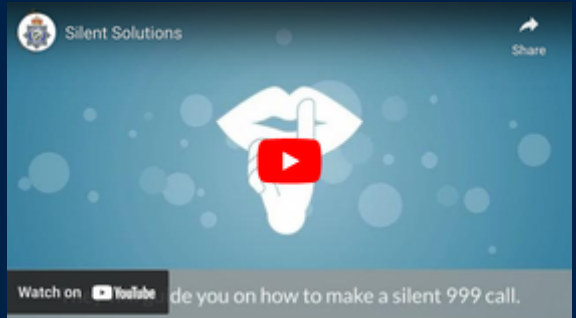 Silent Solutions
Share
Watch on YouTube
de you on how to make a silent 999 call.